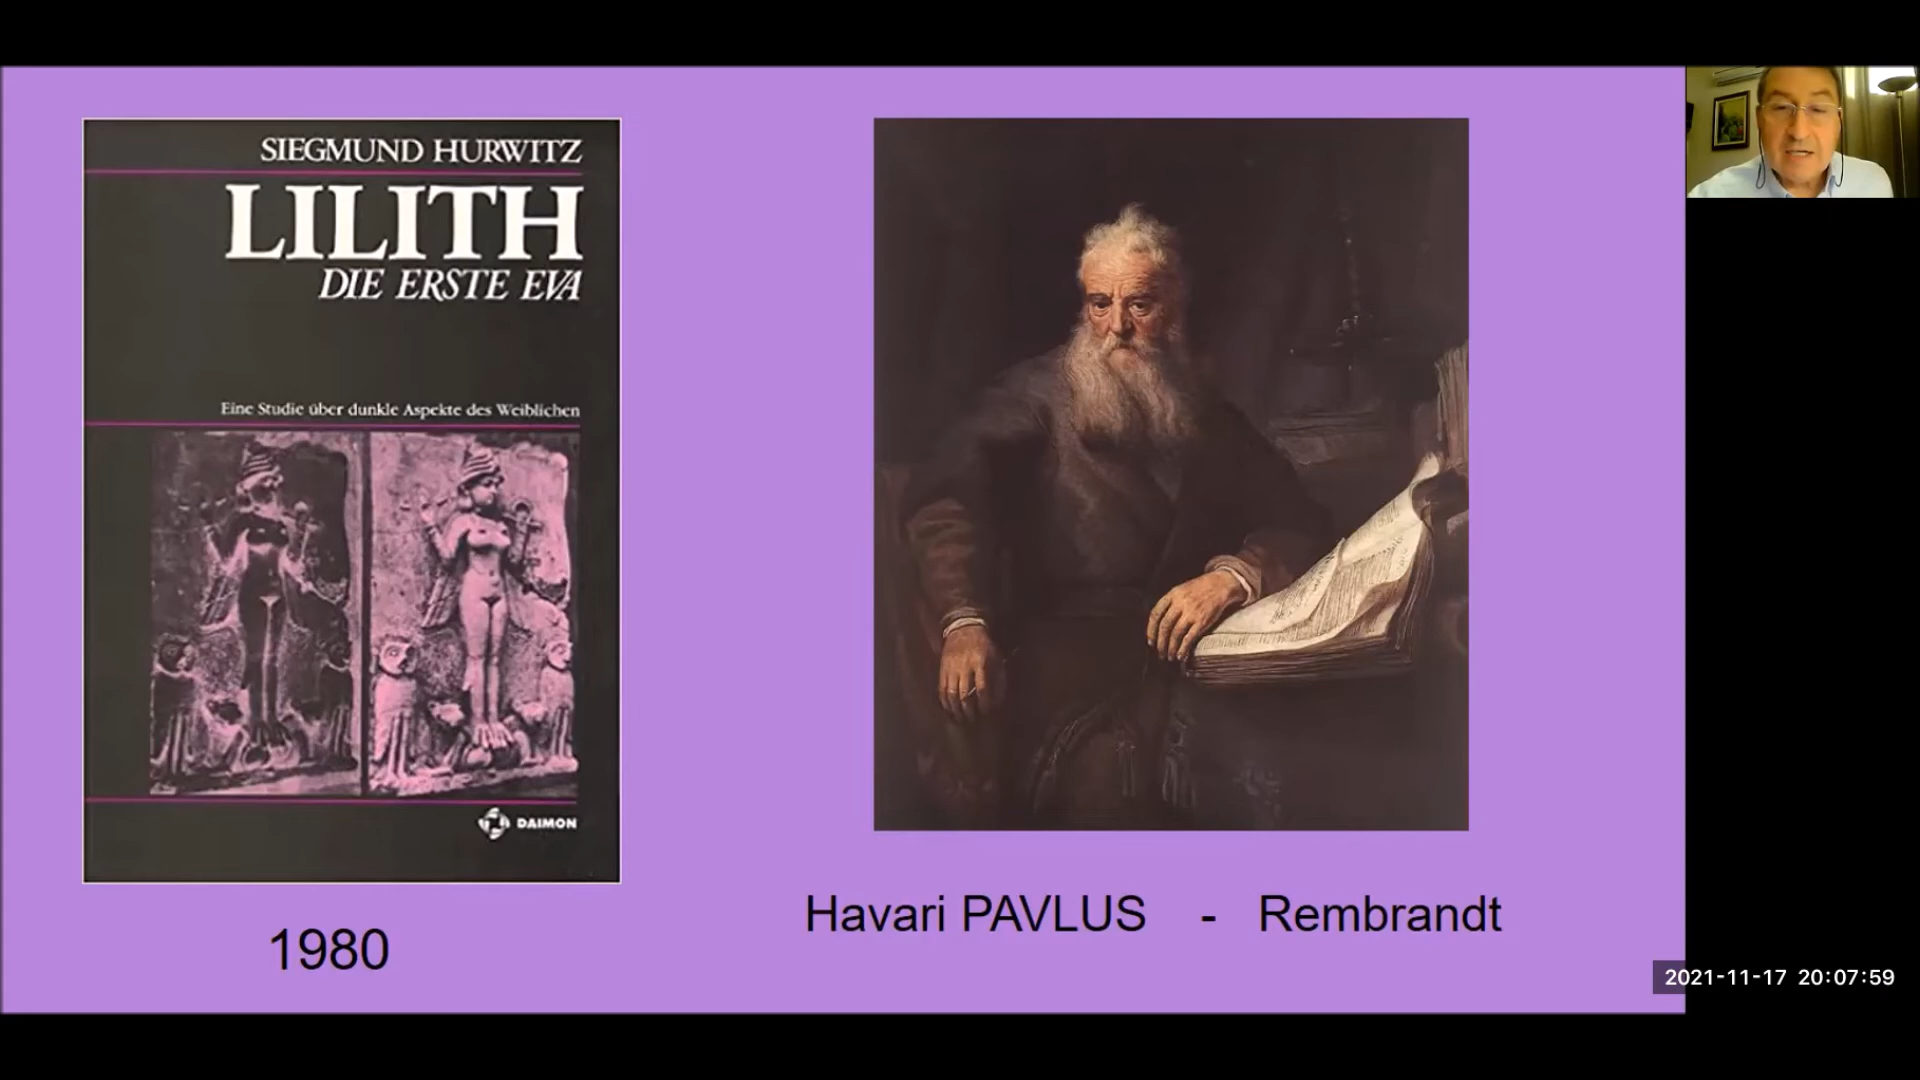 SIEGMUND HURWITZ
LILITH
DIE ERSTE EVA
Eine Studie über dunkle Aspekte des Weiblichen
DAIMON
1980
Havari PAVLUS - Rembrandt
2021-11-17 20:07:59